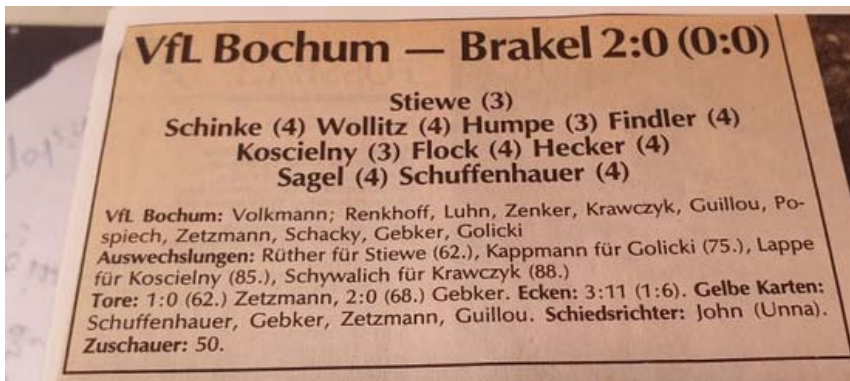 VfL Bochum — Brakel 2:0 (0:0)
Stiewe (3)
Schinke (4) Wollitz (4) Humpe (3) Findler (4)
Koscielny (3) Flock (4) Hecker (4)
Sagel (4) Schuffenhauer (4)
VfL Bochum: Volkmann; Renkhoff, Luhn, Zenker, Krawczyk, Guillou, Po-
spiech, Zetzmann, Schacky, Gebker, Golicki
Auswechslungen: Rüther für Stiewe (62.), Kappmann für Golicki (75.), Lappe
für Koscielny (85.), Schywalich für Krawczyk (88.)
Tore: 1:0 (62.) Zetzmann, 2:0 (68.) Gebker. Ecken: 3:11 (1:6). Gelbe Karten:
Schuffenhauer, Gebker, Zetzmann, Guillou. Schiedsrichter: John (Unna).
Zuschauer: 50.